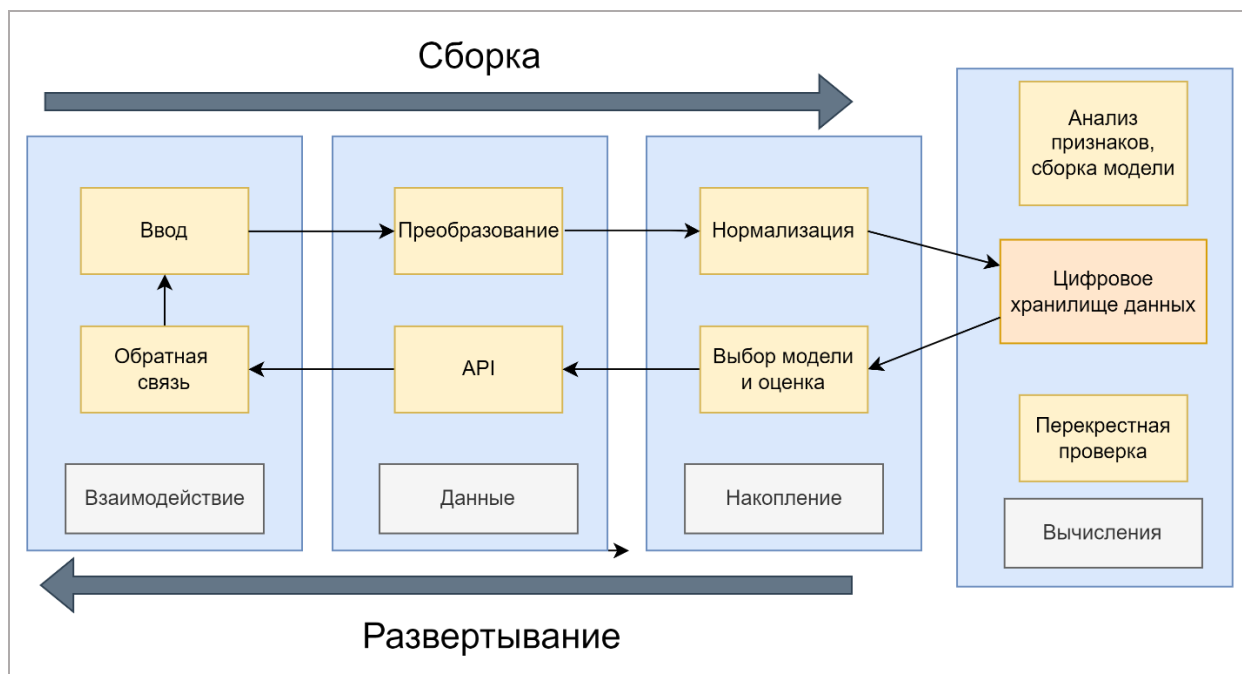 Сборка
Ввод
Обратная
связь
Взаимодействие
Преобразование
API
Данные
Нормализация
Выбор модели
и оценка
Накопление
Анализ
признаков,
сборка модели
Цифровое
хранилище данных
Перекрестная
проверка
Вычисления
Развертывание